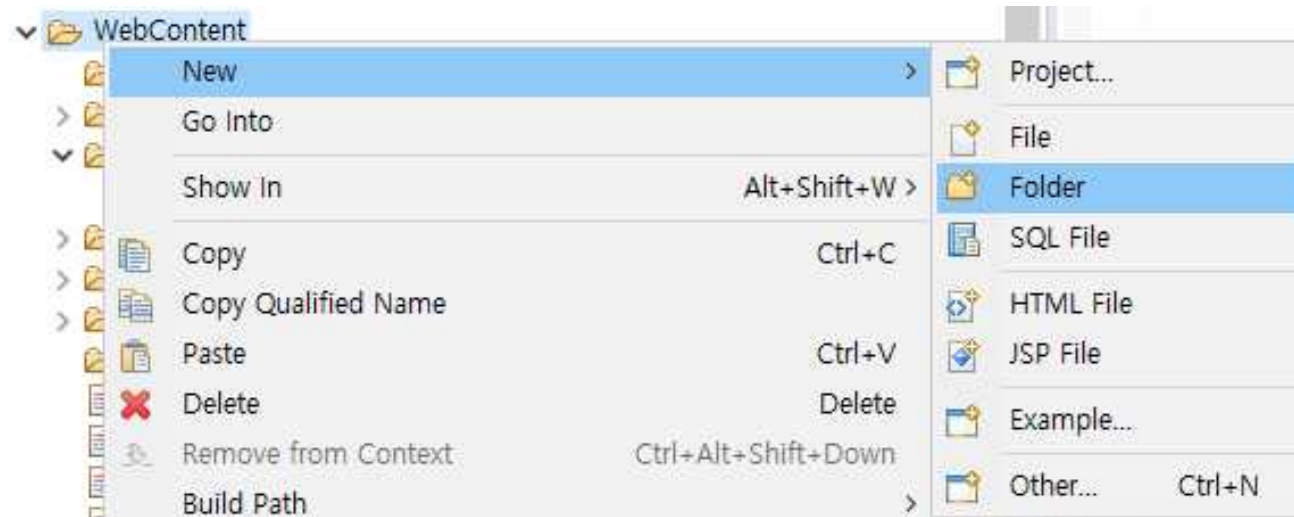 WebContent
New >
Go Into
Show In Alt+Shift+W >
Copy Ctrl+C
Copy Qualified Name
Paste Ctrl+V
Delete Delete
Remove from Context Ctrl+Alt+Shift+Down
Build Path >
Project...
File
Folder
SQL File
HTML File
JSP File
Example...
Other... Ctrl+N